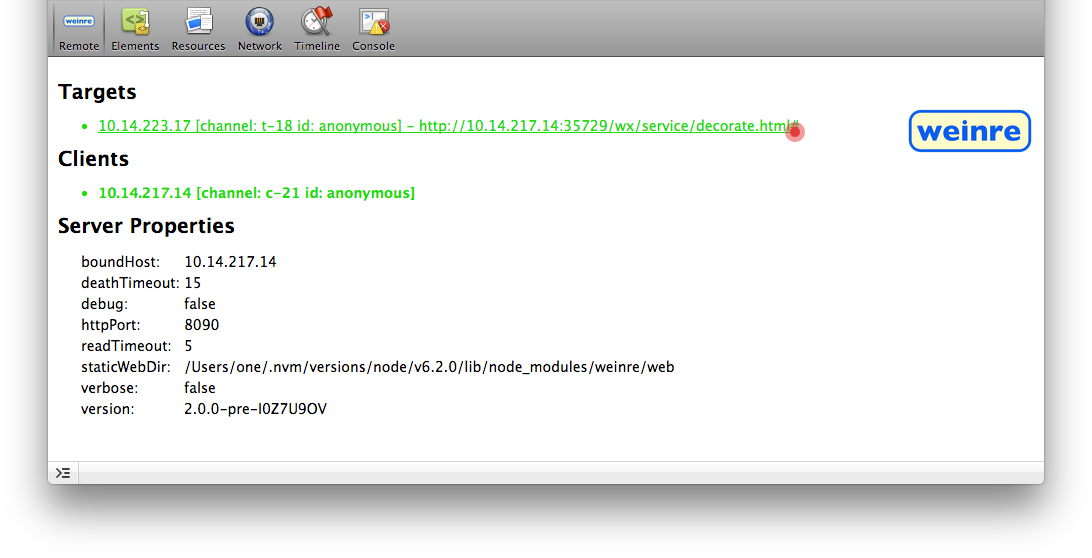 weinre
Remote Elements Resources Network Timeline Console
Targets
10.14.223.17 [channel: t-18 id: anonymous] - http://10.14.217.14:35729/wx/service/decorate.html#
weinre
Clients
10.14.217.14 [channel: c-21 id: anonymous]
Server Properties
boundHost: 10.14.217.14
deathTimeout: 15
debug: false
httpPort: 8090
readTimeout: 5
staticWebDir: /Users/one/.nvm/versions/node/v6.2.0/lib/node_modules/weinre/web
verbose: false
version: 2.0.0-pre-I0Z7U9OV